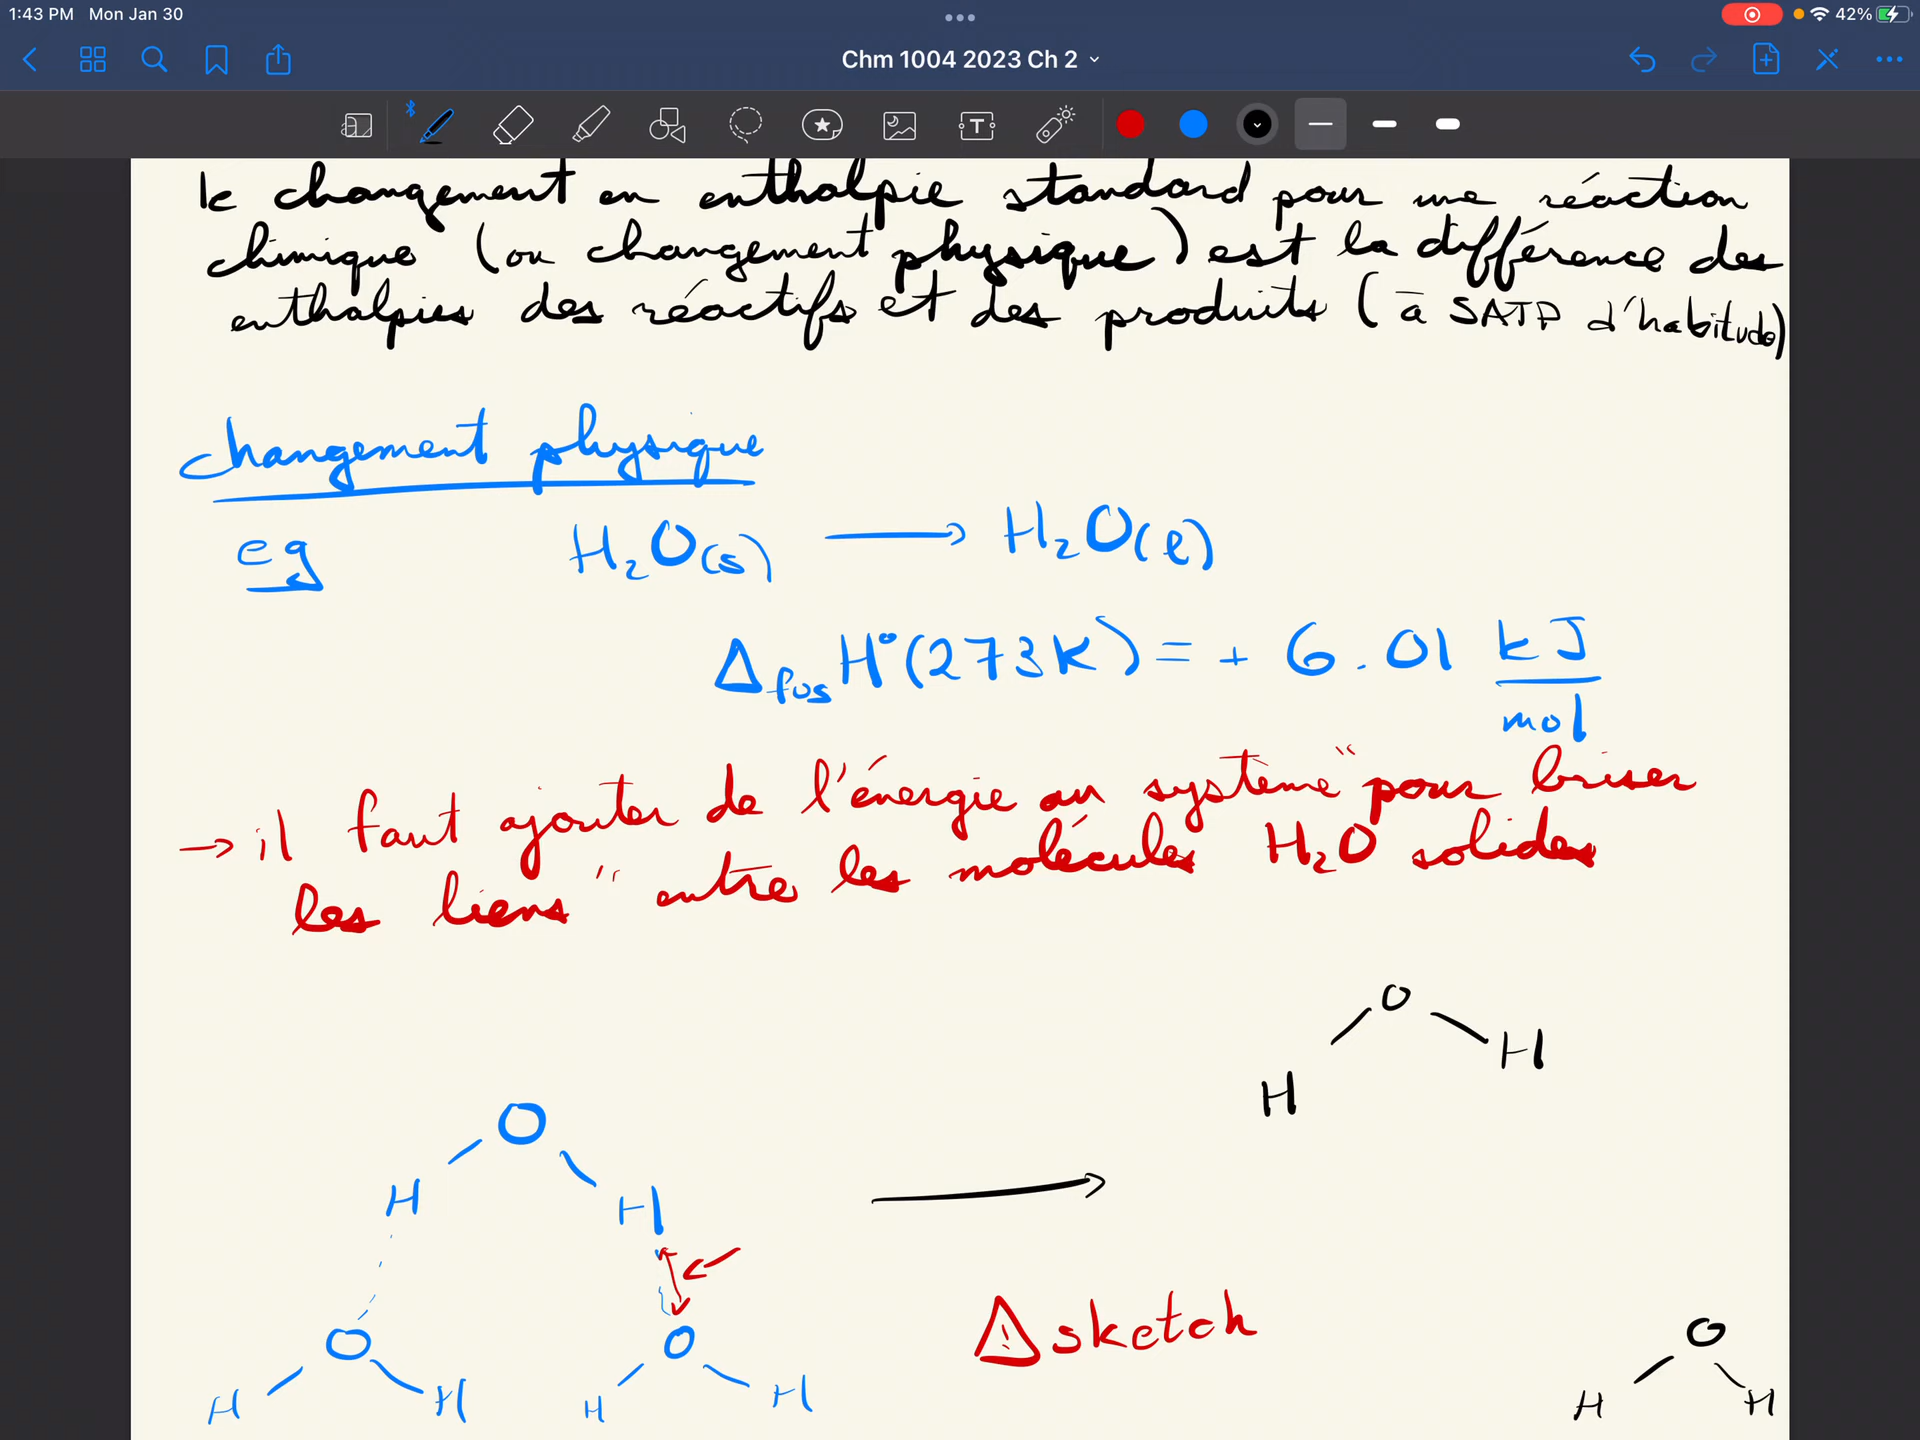 1:43 PM Mon Jan 30
42%
Chm 1004 2023 Ch 2
T
le changement en enthalpie standard pour une réaction
chimique (ou changement physique) est la différence des
enthalpies des réactifs et des produits (à SATP d'habitude)
changement physique
eg H₂O(s) → H₂O(l)
Δfus H°(273K) = + 6.01 kJ/mol
→ il faut ajouter de l'énergie au système "pour briser
les liens" entre les molécules H₂O solides
O
H H
O
H H
O O
H H H H
⚠ sketch
O
H H